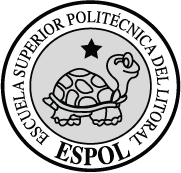 ESCUELA SUPERIOR POLITÉCNICA DEL LITORAL
ESPOL